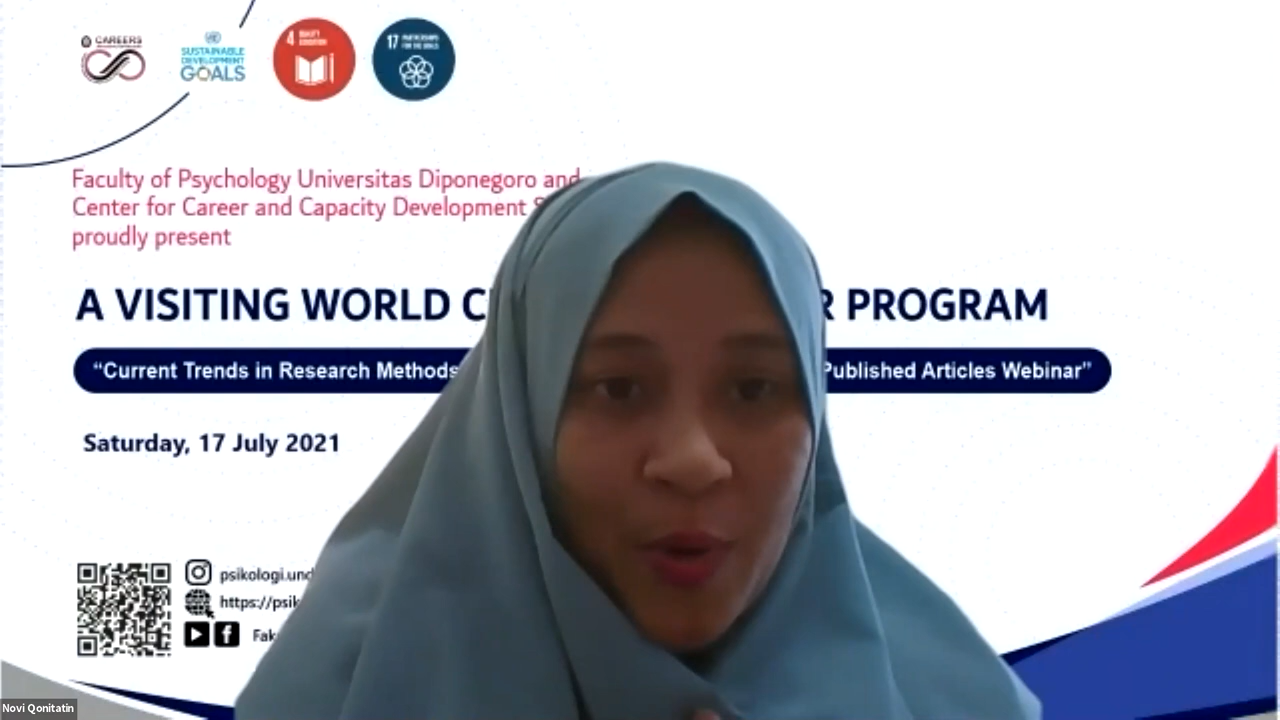 CAREERS
SUSTAINABLE
DEVELOPMENT
GOALS
4 QUALITY
EDUCATION
17 PARTNERSHIPS
FOR THE GOALS
Faculty of Psychology Universitas Diponegoro and
Center for Career and Capacity Development
proudly present
A VISITING WORLD PROGRAM
“Current Trends in Research Methods Published Articles Webinar”
Saturday, 17 July 2021
psikologi.und
https://psik
Fak
Novi Qonitatin